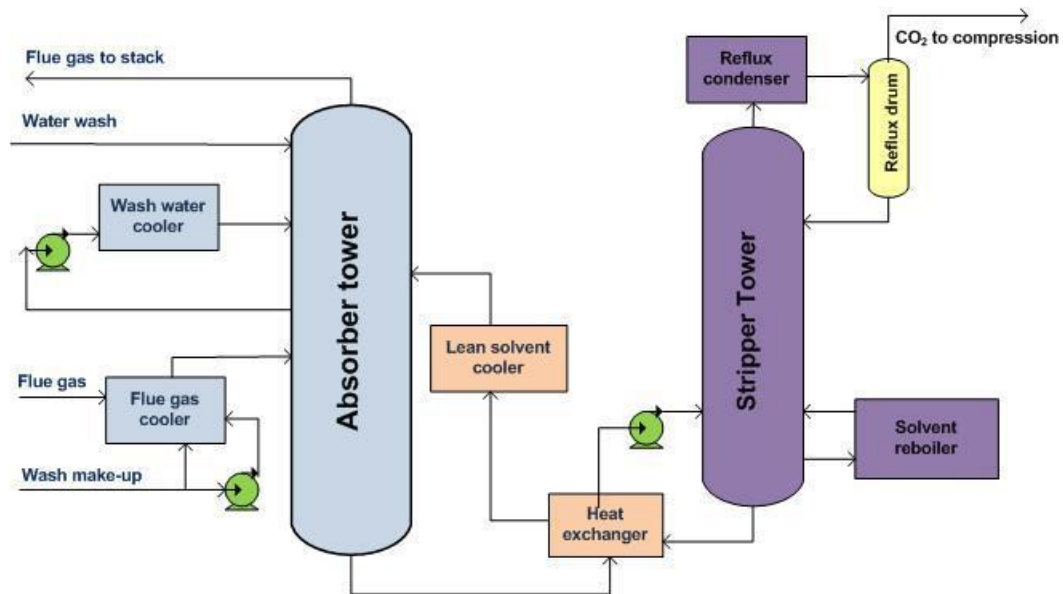 Flue gas to stack
Water wash
Wash water
cooler
Flue gas
Flue gas
cooler
Wash make-up
Absorber tower
Lean solvent
cooler
Heat
exchanger
Reflux
condenser
CO₂ to compression
Reflux drum
Stripper Tower
Solvent
reboiler